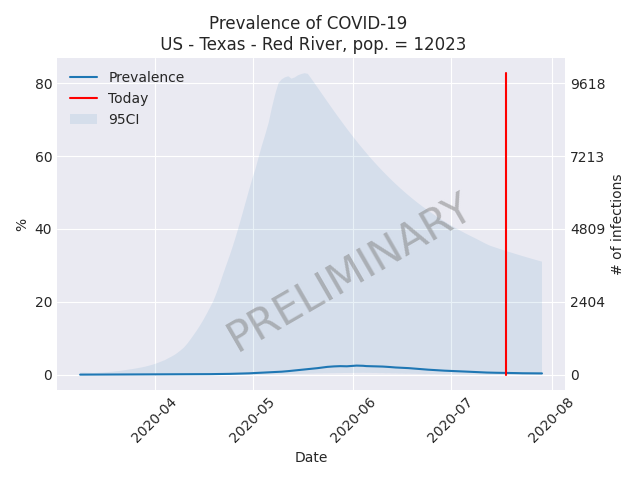 Prevalence of COVID-19
US - Texas - Red River, pop. = 12023
Prevalence
Today
95CI
80
60
40
20
0
%
9618
7213
4809
2404
0
# of infections
PRELIMINARY
2020-04
2020-05
2020-06
2020-07
2020-08
Date